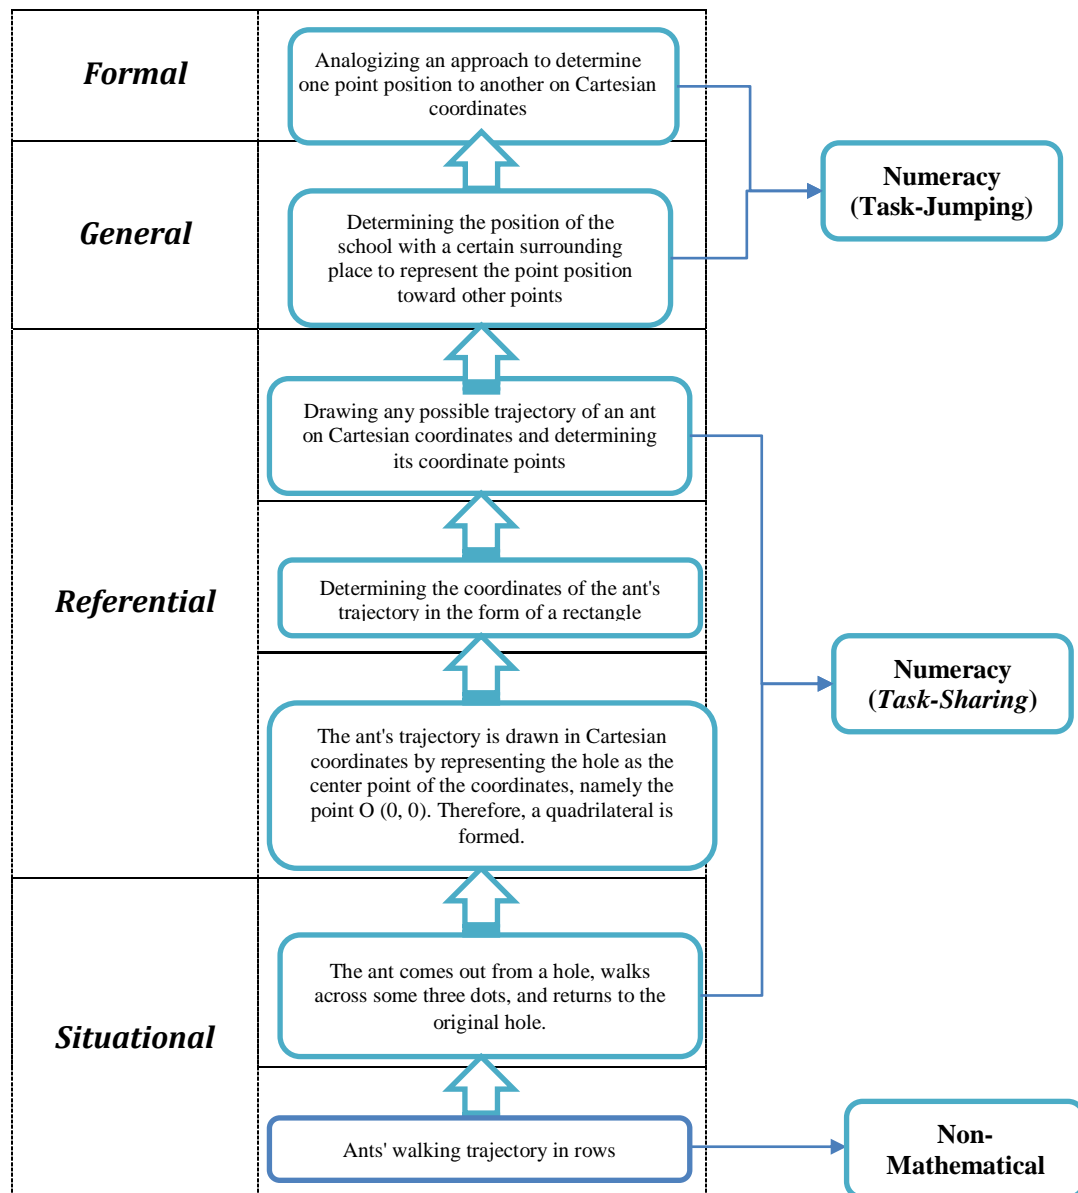 Formal
Analogizing an approach to determine
one point position to another on Cartesian
coordinates
Numeracy
(Task-Jumping)
General
Determining the position of the
school with a certain surrounding
place to represent the point position
toward other points
Referential
Drawing any possible trajectory of an ant
on Cartesian coordinates and determining
its coordinate points
Determining the coordinates of the ant's
trajectory in the form of a rectangle
Numeracy
(Task-Sharing)
The ant's trajectory is drawn in Cartesian
coordinates by representing the hole as the
center point of the coordinates, namely the
point O (0, 0). Therefore, a quadrilateral is
formed.
Situational
The ant comes out from a hole, walks
across some three dots, and returns to the
original hole.
Ants' walking trajectory in rows
Non-
Mathematical